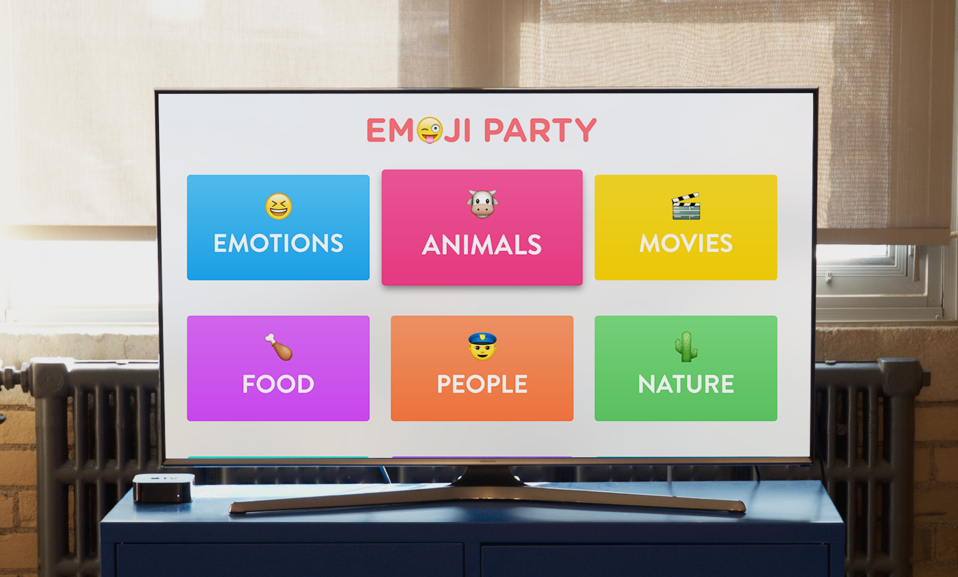 EMOJI PARTY
EMOTIONS
ANIMALS
MOVIES
FOOD
PEOPLE
NATURE